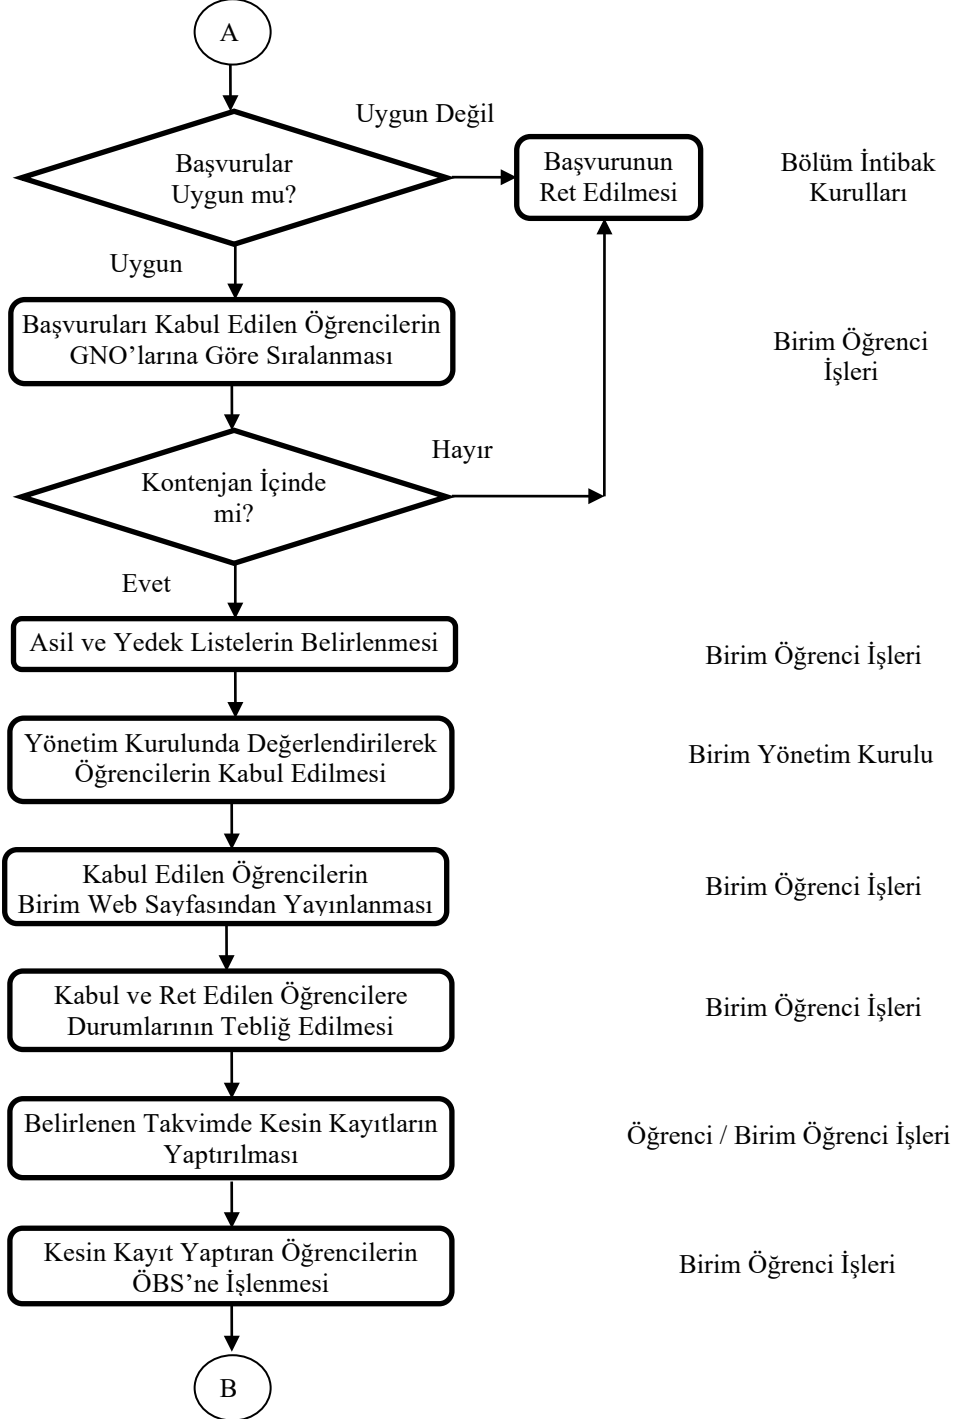 A
Uygun Değil
Başvurular
Uygun mu?
Başvurunun
Ret Edilmesi
Bölüm İntibak
Kurulları
Uygun
Başvuruları Kabul Edilen Öğrencilerin
GNO’larına Göre Sıralanması
Birim Öğrenci
İşleri
Hayır
Kontenjan İçinde
mi?
Evet
Asil ve Yedek Listelerin Belirlenmesi
Birim Öğrenci İşleri
Yönetim Kurulunda Değerlendirilerek
Öğrencilerin Kabul Edilmesi
Birim Yönetim Kurulu
Kabul Edilen Öğrencilerin
Birim Web Sayfasından Yayınlanması
Birim Öğrenci İşleri
Kabul ve Ret Edilen Öğrencilere
Durumlarının Tebliğ Edilmesi
Birim Öğrenci İşleri
Belirlenen Takvimde Kesin Kayıtların
Yaptırılması
Öğrenci / Birim Öğrenci İşleri
Kesin Kayıt Yaptıran Öğrencilerin
ÖBS’ne İşlenmesi
Birim Öğrenci İşleri
B